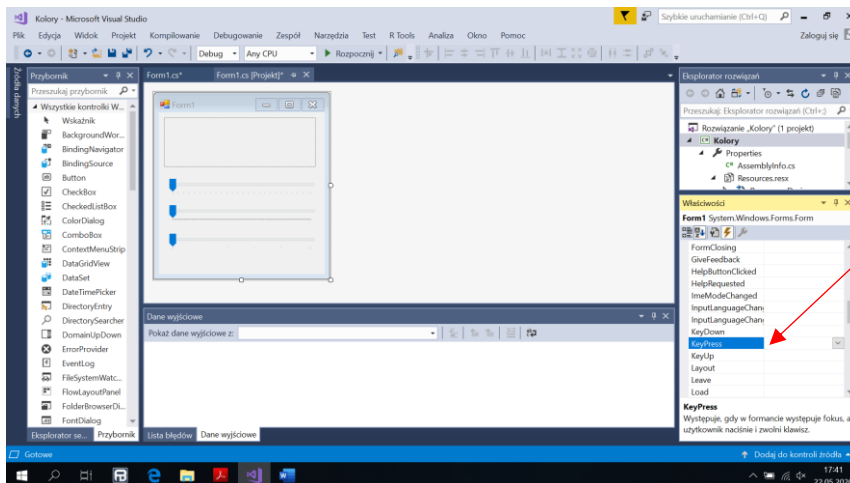 Kolory - Microsoft Visual Studio
Szybkie uruchamianie (Ctrl+Q)
Plik Edycja Widok Projekt Kompilowanie Debugowanie Zespół Narzędzia Test R Tools Analiza Okno Pomoc
Zaloguj się
Debug Any CPU Rozpocznij
Źródła danych
Przybornik
Przeszukaj przybornik
Wszystkie kontrolki W...
Wskaźnik
BackgroundWor...
BindingNavigator
BindingSource
Button
CheckBox
CheckedListBox
ColorDialog
ComboBox
ContextMenuStrip
DataGridView
DataSet
DateTimePicker
DirectoryEntry
DirectorySearcher
DomainUpDown
ErrorProvider
EventLog
FileSystemWatc...
FlowLayoutPanel
FolderBrowserDi...
FontDialog
Eksplorator se... Przybornik
Form1.cs* Form1.cs [Projekt]*
Form1
Dane wyjściowe
Pokaż dane wyjściowe z:
Lista błędów Dane wyjściowe
Eksplorator rozwiązań
Przeszukaj: Eksplorator rozwiązań (Ctrl+;)
Rozwiązanie „Kolory" (1 projekt)
Kolory
Properties
AssemblyInfo.cs
Resources.resx
Właściwości
Form1 System.Windows.Forms.Form
FormClosing
GiveFeedback
HelpButtonClicked
HelpRequested
ImeModeChanged
InputLanguageChan
InputLanguageChan
KeyDown
KeyPress
KeyUp
Layout
Leave
Load
KeyPress
Występuje, gdy w formancie występuje fokus, a
użytkownik naciśnie i zwolni klawisz.
Gotowe
Dodaj do kontroli źródła
17:41